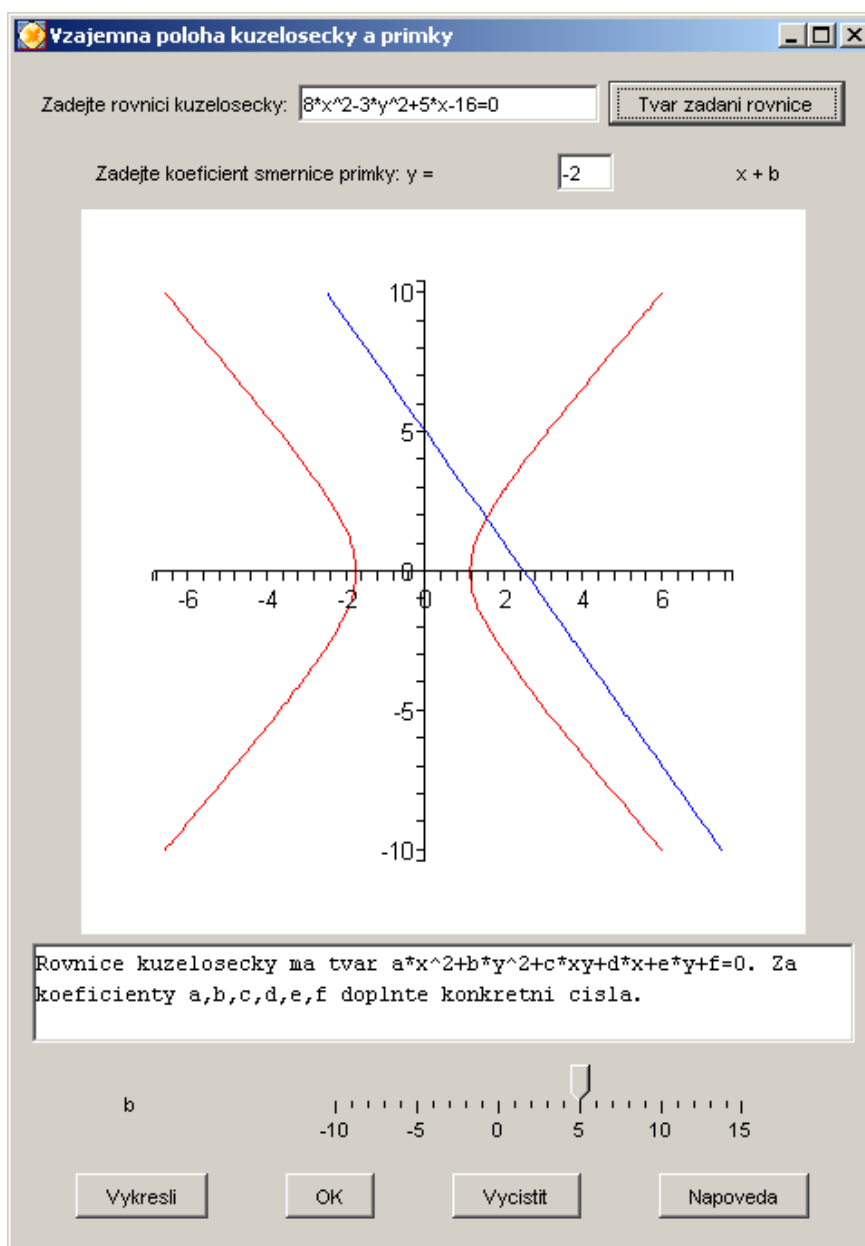 Vzajemna poloha kuzelosecky a primky
Zadejte rovnici kuzelosecky: 8*x^2-3*y^2+5*x-16=0 Tvar zadani rovnice
Zadejte koeficient smernice primky: y = -2 x + b
10
5
0
-6 -4 -2 0 2 4 6
-5
-10
Rovnice kuzelosecky ma tvar a*x^2+b*y^2+c*xy+d*x+e*y+f=0. Za
koeficienty a,b,c,d,e,f doplnte konkretni cisla.
b
-10 -5 0 5 10 15
Vykresli OK Vycistit Napoveda